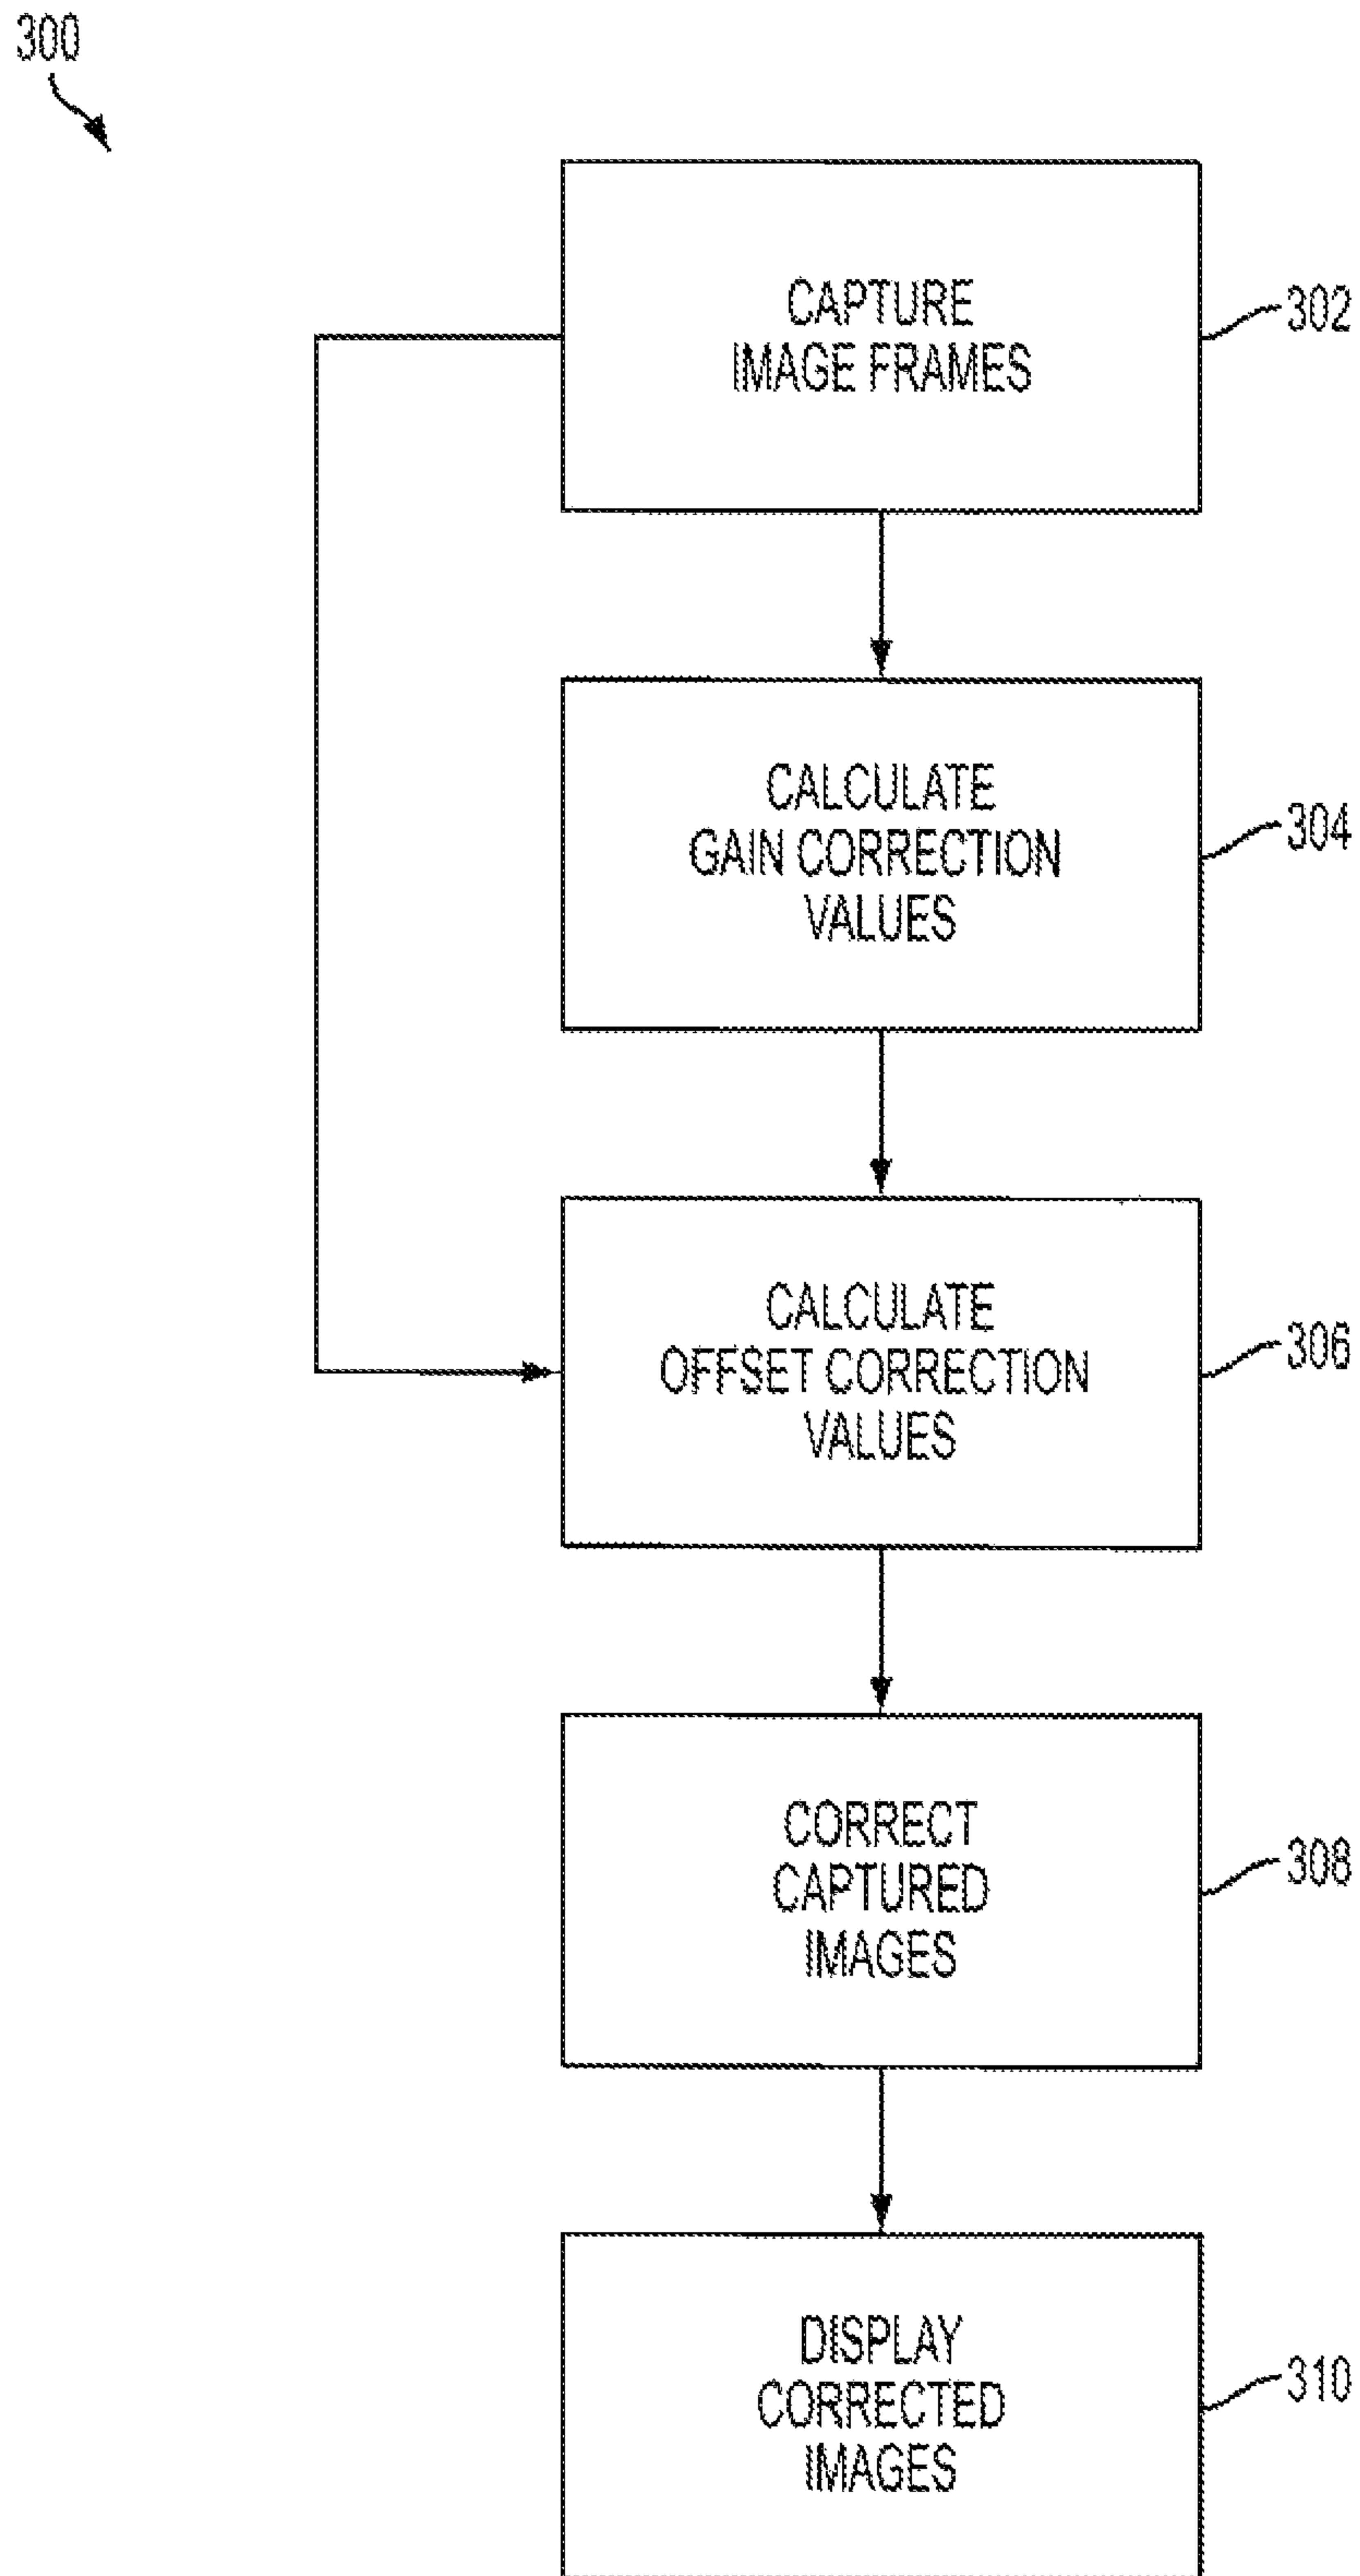 300
CAPTURE
IMAGE FRAMES
302
CALCULATE
GAIN CORRECTION
VALUES
304
CALCULATE
OFFSET CORRECTION
VALUES
306
CORRECT
CAPTURED
IMAGES
308
DISPLAY
CORRECTED
IMAGES
310